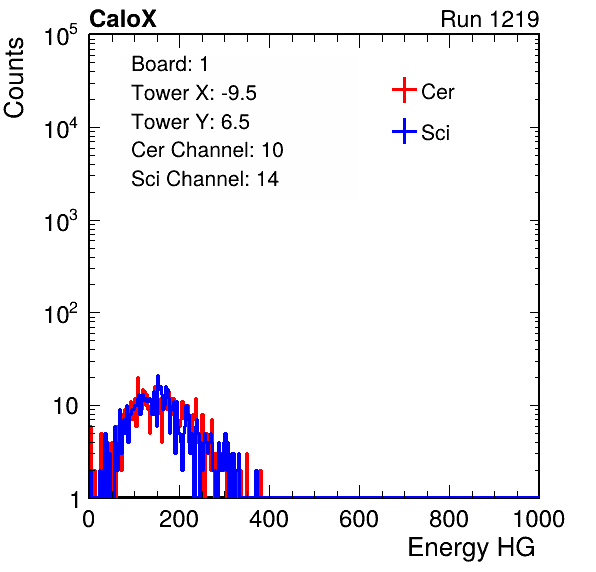 CaloX Run 1219
Counts
10^5
10^4
10^3
10^2
10
1
Board: 1
Tower X: -9.5
Tower Y: 6.5
Cer Channel: 10
Sci Channel: 14
Cer
Sci
0 200 400 600 800 1000
Energy HG